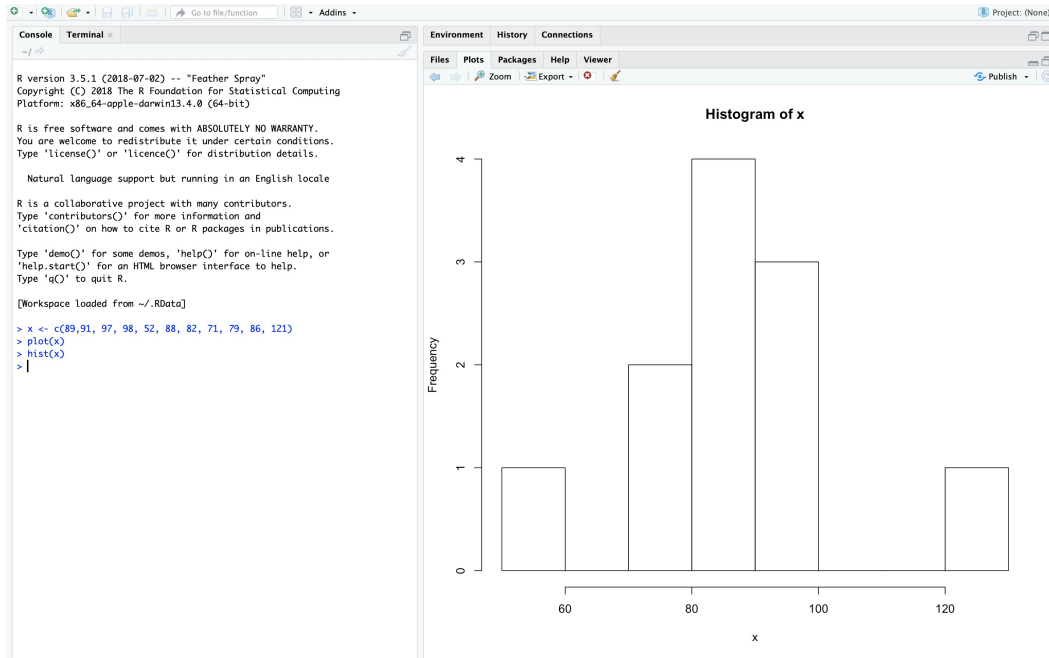 Go to file/function
Addins
Project: (None)
Console Terminal
~/
R version 3.5.1 (2018-07-02) -- "Feather Spray"
Copyright (C) 2018 The R Foundation for Statistical Computing
Platform: x86_64-apple-darwin13.4.0 (64-bit)
R is free software and comes with ABSOLUTELY NO WARRANTY.
You are welcome to redistribute it under certain conditions.
Type 'license()' or 'licence()' for distribution details.
Natural language support but running in an English locale
R is a collaborative project with many contributors.
Type 'contributors()' for more information and
'citation()' on how to cite R or R packages in publications.
Type 'demo()' for some demos, 'help()' for on-line help, or
'help.start()' for an HTML browser interface to help.
Type 'q()' to quit R.
[Workspace loaded from ~/.RData]
> x <- c(89,91, 97, 98, 52, 88, 82, 71, 79, 86, 121)
> plot(x)
> hist(x)
>
Environment History Connections
Files Plots Packages Help Viewer
Zoom Export Publish
Histogram of x
Frequency
4
3
2
1
0
60 80 100 120
x